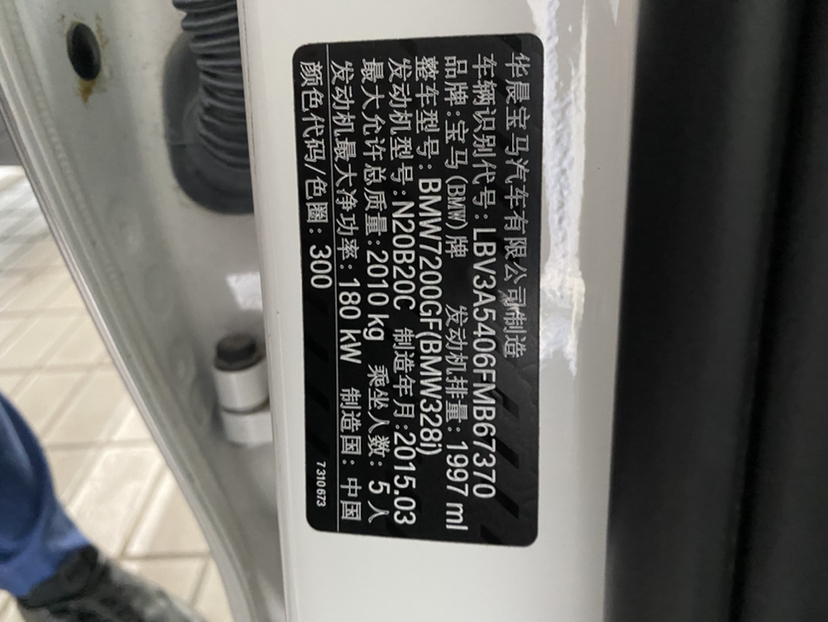 华晨宝马汽车有限公司制造
车辆识别代号:LBV3A5406FMB67370
品牌:宝马(BMW)牌 发动机排量:1997 ml
整车型号:BMW7200GF(BMW328i)
发动机型号:N20B20C 制造年月:2015.03
最大允许总质量:2010 kg 乘坐人数:5人
发动机最大净功率:180 kW 制造国:中国
颜色代码/色圈:300
7310673